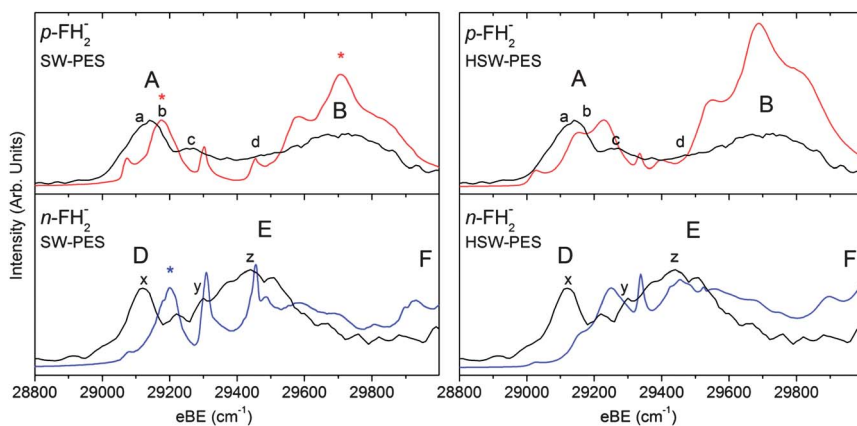 p-FH₂⁻
SW-PES
A
*
a
b
c
d
*
B
p-FH₂⁻
HSW-PES
A
a
b
c
d
B
Intensity (Arb. Units)
n-FH₂⁻
SW-PES
D
x
*
y
E
z
F
n-FH₂⁻
HSW-PES
D
x
y
E
z
F
28800 29000 29200 29400 29600 29800
28800 29000 29200 29400 29600 29800
eBE (cm⁻¹)
eBE (cm⁻¹)